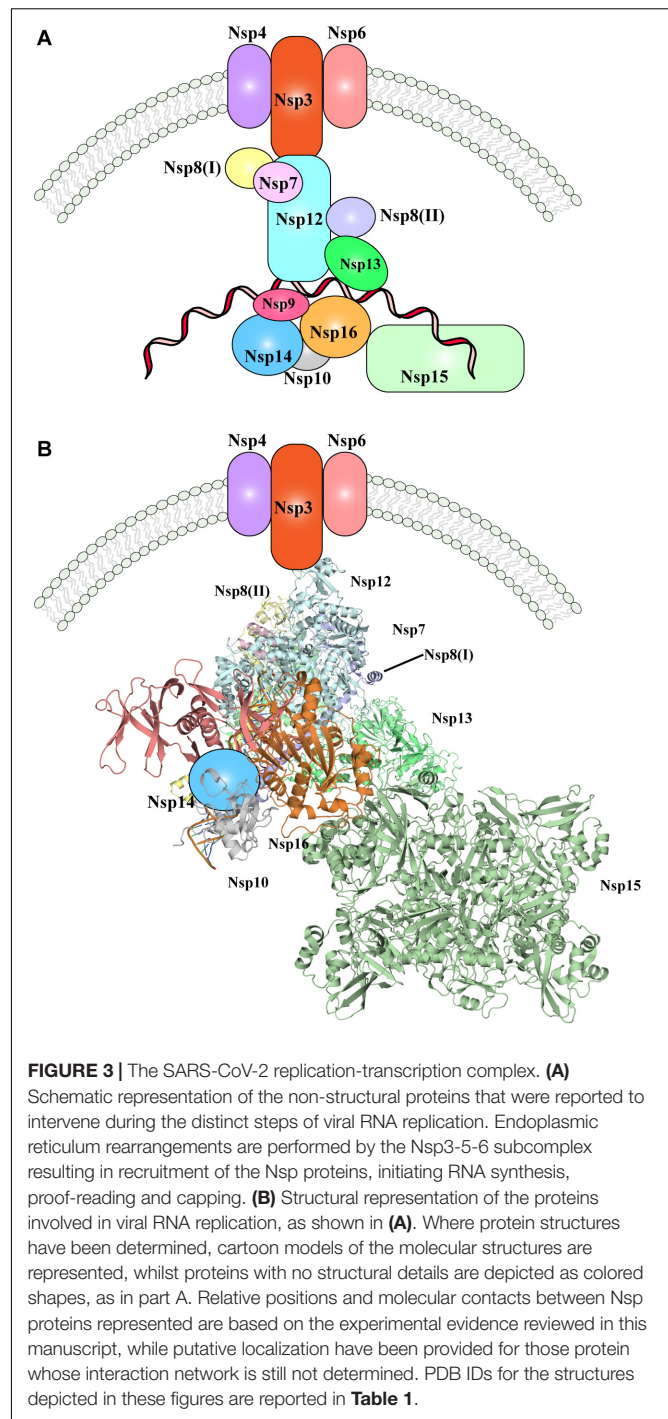 A
Nsp4
Nsp6
Nsp3
Nsp8(I)
Nsp7
Nsp12
Nsp8(II)
Nsp13
Nsp9
Nsp16
Nsp14
Nsp10
Nsp15
B
Nsp4
Nsp6
Nsp3
Nsp12
Nsp8(II)
Nsp7
Nsp8(I)
Nsp13
Nsp14
Nsp16
Nsp10
Nsp15
FIGURE 3 | The SARS-CoV-2 replication-transcription complex. (A)
Schematic representation of the non-structural proteins that were reported to
intervene during the distinct steps of viral RNA replication. Endoplasmic
reticulum rearrangements are performed by the Nsp3-5-6 subcomplex
resulting in recruitment of the Nsp proteins, initiating RNA synthesis,
proof-reading and capping. (B) Structural representation of the proteins
involved in viral RNA replication, as shown in (A). Where protein structures
have been determined, cartoon models of the molecular structures are
represented, whilst proteins with no structural details are depicted as colored
shapes, as in part A. Relative positions and molecular contacts between Nsp
proteins represented are based on the experimental evidence reviewed in this
manuscript, while putative localization have been provided for those protein
whose interaction network is still not determined. PDB IDs for the structures
depicted in these figures are reported in Table 1.